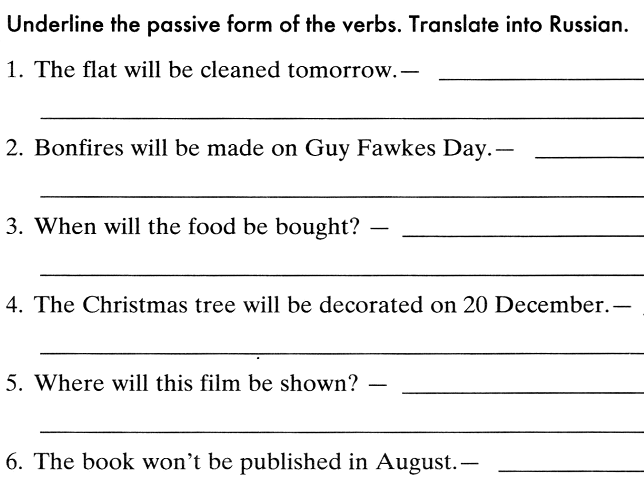 Underline the passive form of the verbs. Translate into Russian.
1. The flat will be cleaned tomorrow.—
2. Bonfires will be made on Guy Fawkes Day.—
3. When will the food be bought? —
4. The Christmas tree will be decorated on 20 December.—
5. Where will this film be shown? —
6. The book won't be published in August.—